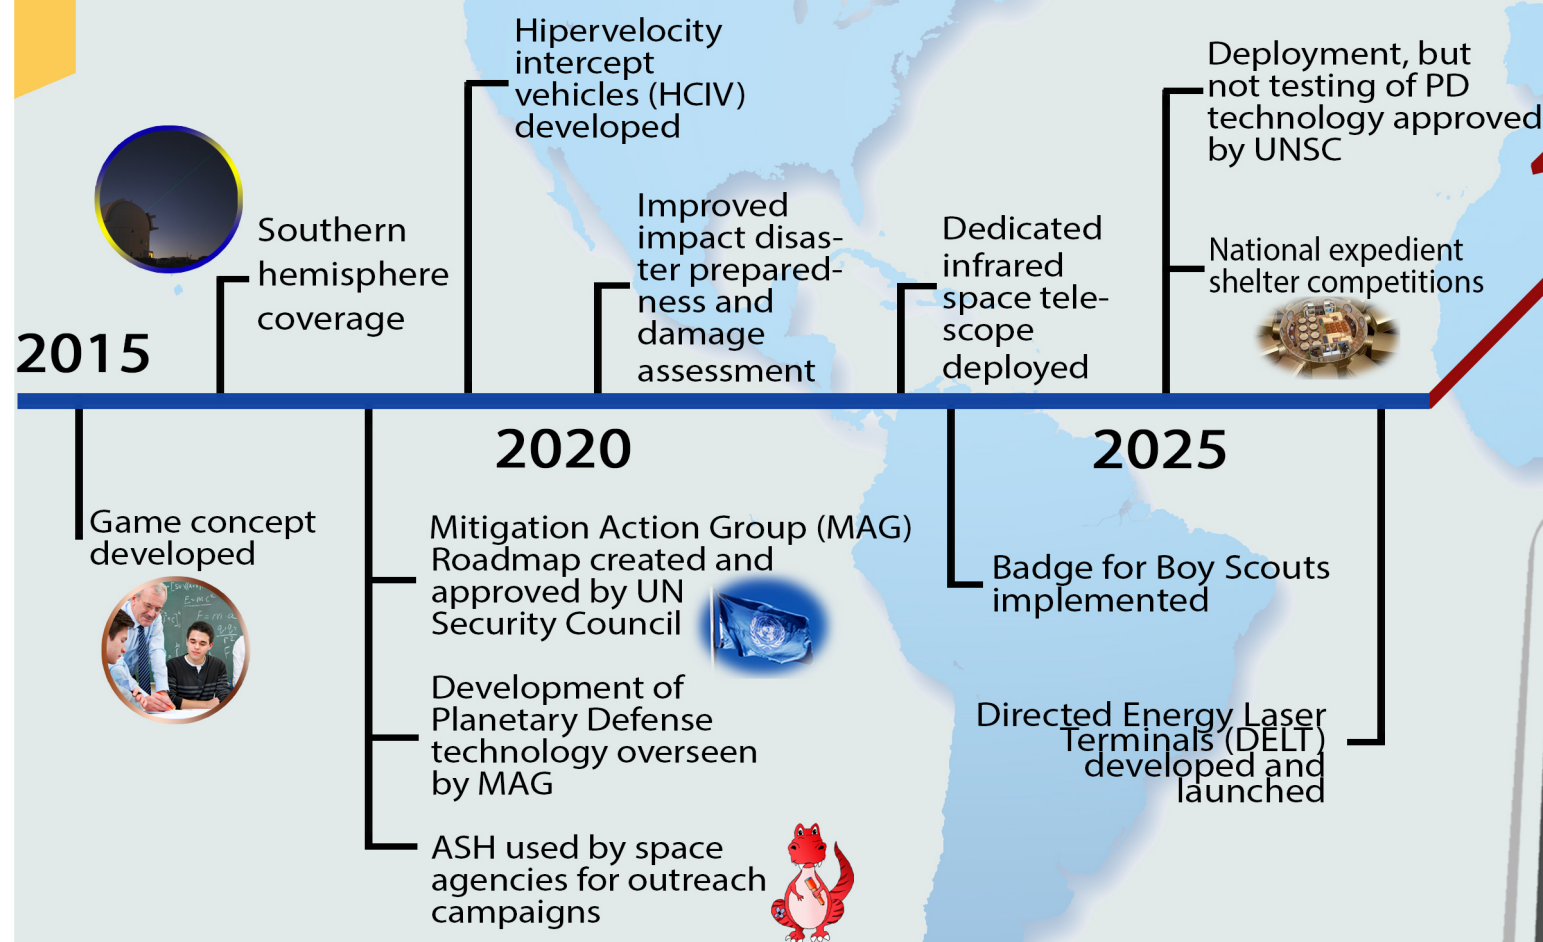 Hipervelocity
intercept
vehicles (HCIV)
developed
Deployment, but
not testing of PD
technology approved
by UNSC
Southern
hemisphere
coverage
Improved
impact disas-
ter prepared-
ness and
damage
assessment
Dedicated
infrared
space tele-
scope
deployed
National expedient
shelter competitions
2015
2020
2025
Game concept
developed
Mitigation Action Group (MAG)
Roadmap created and
approved by UN
Security Council
Development of
Planetary Defense
technology overseen
by MAG
ASH used by space
agencies for outreach
campaigns
Badge for Boy Scouts
implemented
Directed Energy Laser
Terminals (DELT)
developed and
launched